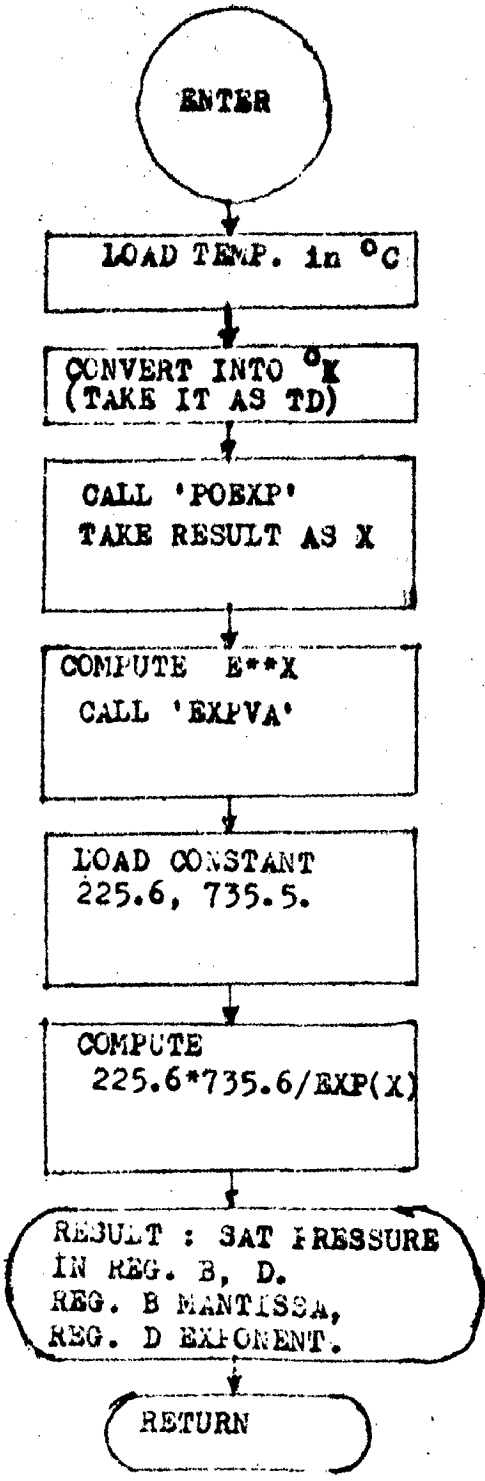 ENTER
LOAD TEMP. in °C
CONVERT INTO °K
(TAKE IT AS TD)
CALL 'POEXP'
TAKE RESULT AS X
COMPUTE E**X
CALL 'EXPVA'
LOAD CONSTANT
225.6, 735.5.
COMPUTE
225.6*735.6/EXP(X)
RESULT : SAT PRESSURE
IN REG. B, D.
REG. B MANTISSA,
REG. D EXPONENT.
RETURN